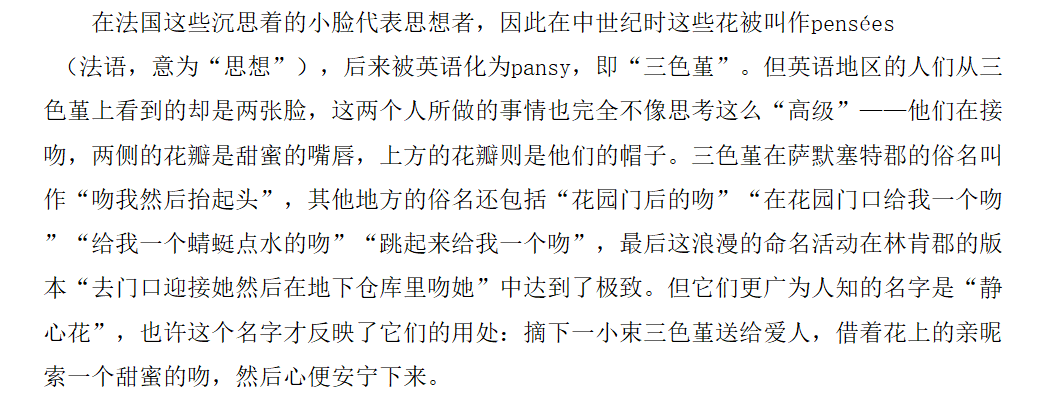 在法国这些沉思着的小脸代表思想者，因此在中世纪时这些花被叫作pensées
（法语，意为“思想”），后来被英语化为pansy，即“三色堇”。但英语地区的人们从三
色堇上看到的却是两张脸，这两个人所做的事情也完全不像思考这么“高级”——他们在接
吻，两侧的花瓣是甜蜜的嘴唇，上方的花瓣则是他们的帽子。三色堇在萨默塞特郡的俗名叫
作“吻我然后抬起头”，其他地方的俗名还包括“花园门后的吻”“在花园门口给我一个吻
”“给我一个蜻蜓点水的吻”“跳起来给我一个吻”，最后这浪漫的命名活动在林肯郡的版
本“去门口迎接她然后在地下仓库里吻她”中达到了极致。但它们更广为人知的名字是“静
心花”，也许这个名字才反映了它们的用处：摘下一小束三色堇送给爱人，借着花上的亲昵
索一个甜蜜的吻，然后心便安宁下来。